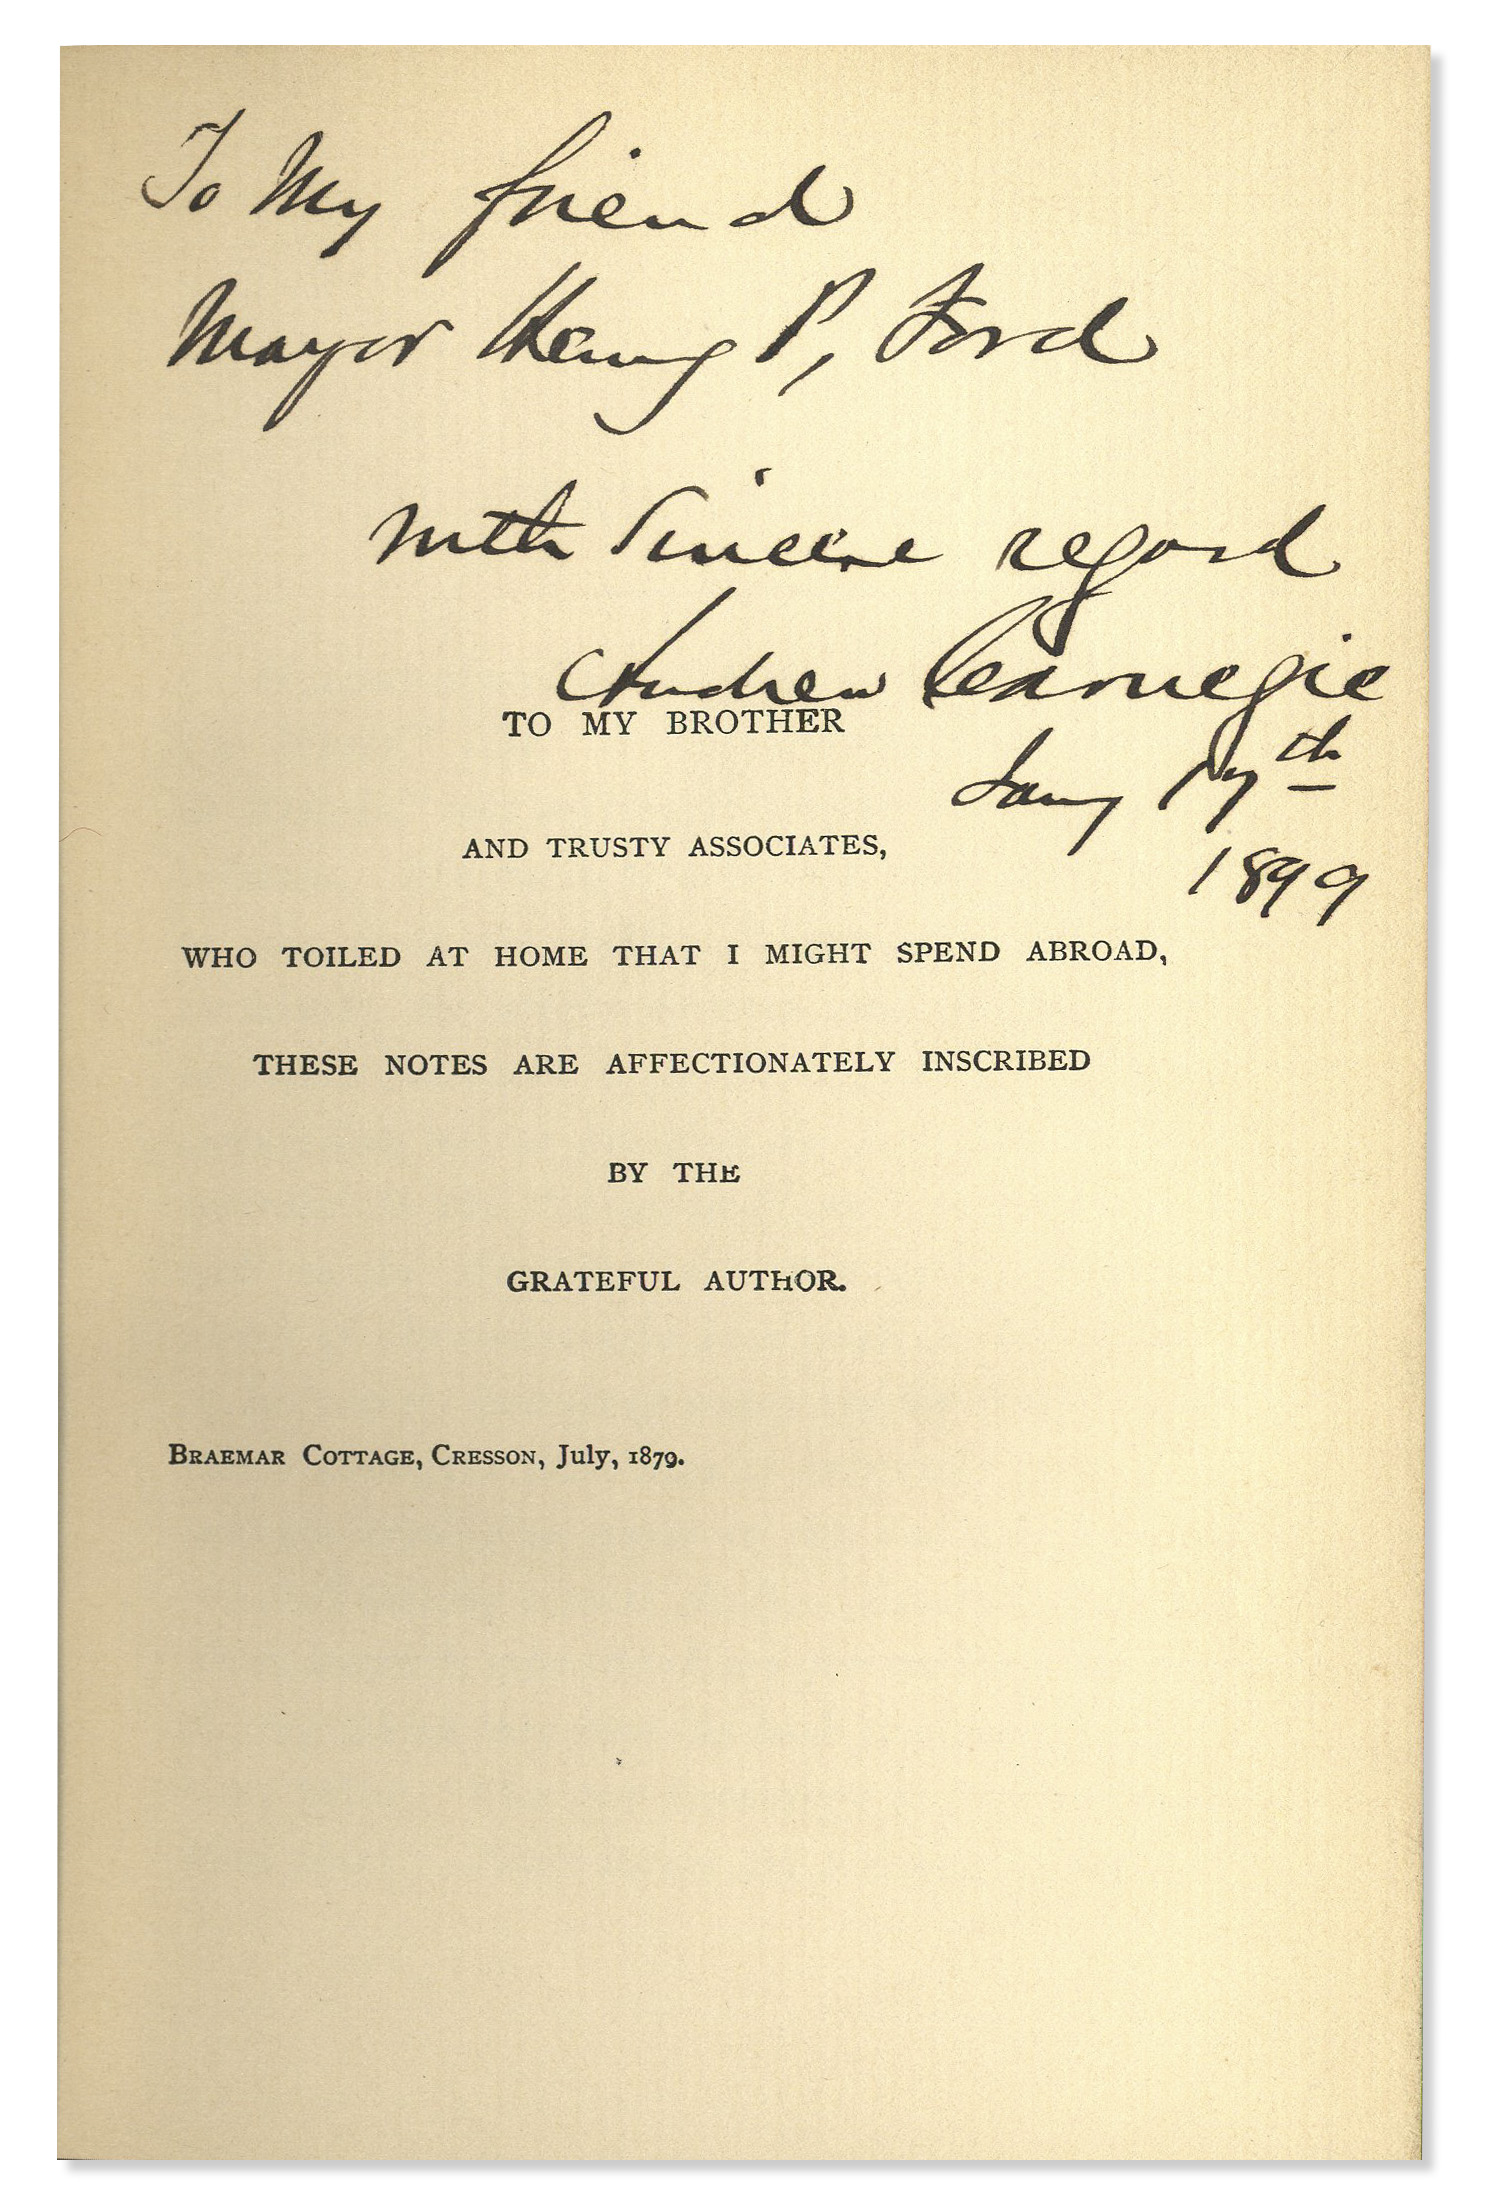 To My friend
Mayor Henry P, Ford
with Sincere regard
Andrew Carnegie
TO MY BROTHER
Jany 17th
AND TRUSTY ASSOCIATES,
1899
WHO TOILED AT HOME THAT I MIGHT SPEND ABROAD,
THESE NOTES ARE AFFECTIONATELY INSCRIBED
BY THE
GRATEFUL AUTHOR.
BRAEMAR COTTAGE, CRESSON, July, 1879.